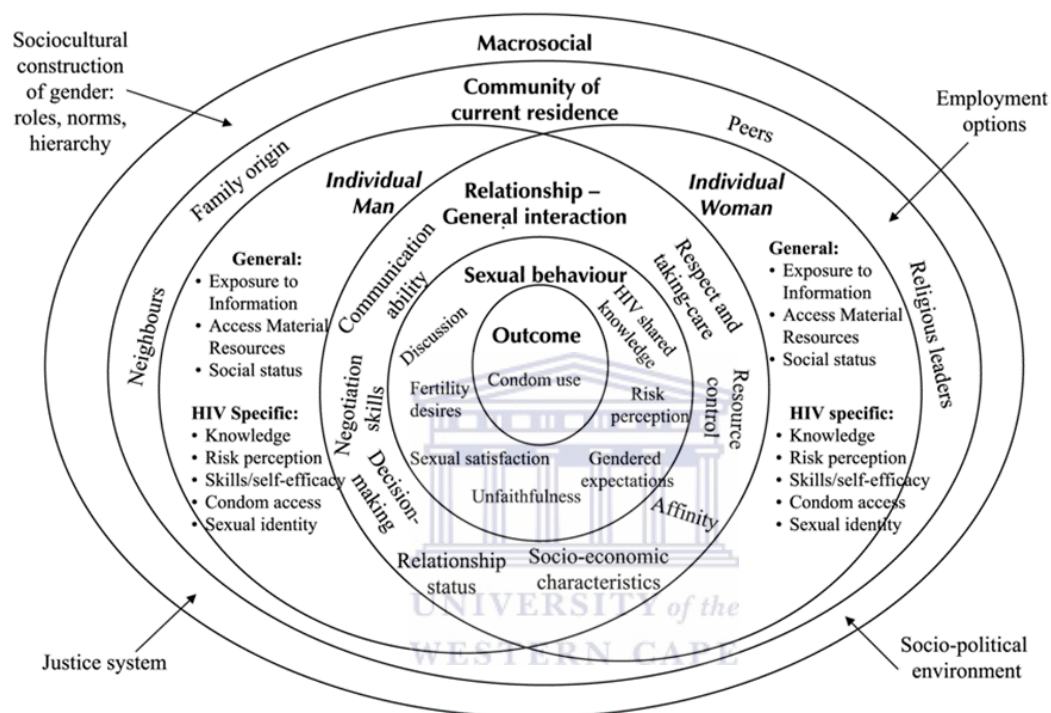 Macrosocial
Sociocultural
construction
of gender:
roles, norms,
hierarchy
Community of
current residence
Employment
options
Peers
Family origin
Individual
Man
Relationship –
General interaction
Individual
Woman
General:
• Exposure to
Information
• Access Material
Resources
• Social status
HIV Specific:
• Knowledge
• Risk perception
• Skills/self-efficacy
• Condom access
• Sexual identity
Neighbours
Communication
ability
Negotiation
skills
Decision-
making
Relationship
status
Socio-economic
characteristics
Affinity
Resource
control
Respect and
taking-care
Sexual behaviour
Discussion
HIV shared
knowledge
Fertility
desires
Risk
perception
Sexual satisfaction
Gendered
expectations
Unfaithfulness
Outcome
Condom use
General:
• Exposure to
Information
• Access Material
Resources
• Social status
HIV specific:
• Knowledge
• Risk perception
• Skills/self-efficacy
• Condom access
• Sexual identity
Religious leaders
Justice system
Socio-political
environment
UNIVERSITY of the
WESTERN CAPE